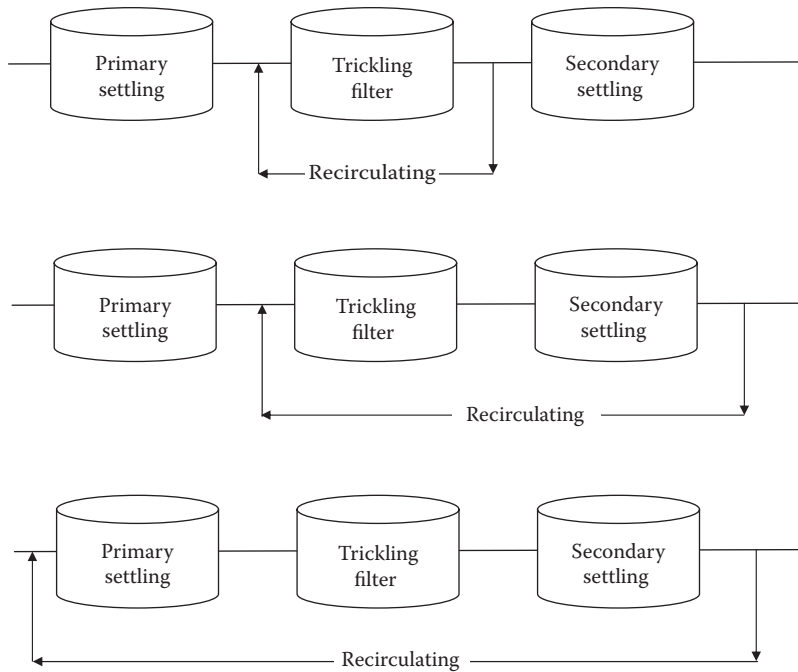 Primary
settling
Trickling
filter
Secondary
settling
Recirculating
Primary
settling
Trickling
filter
Secondary
settling
Recirculating
Primary
settling
Trickling
filter
Secondary
settling
Recirculating